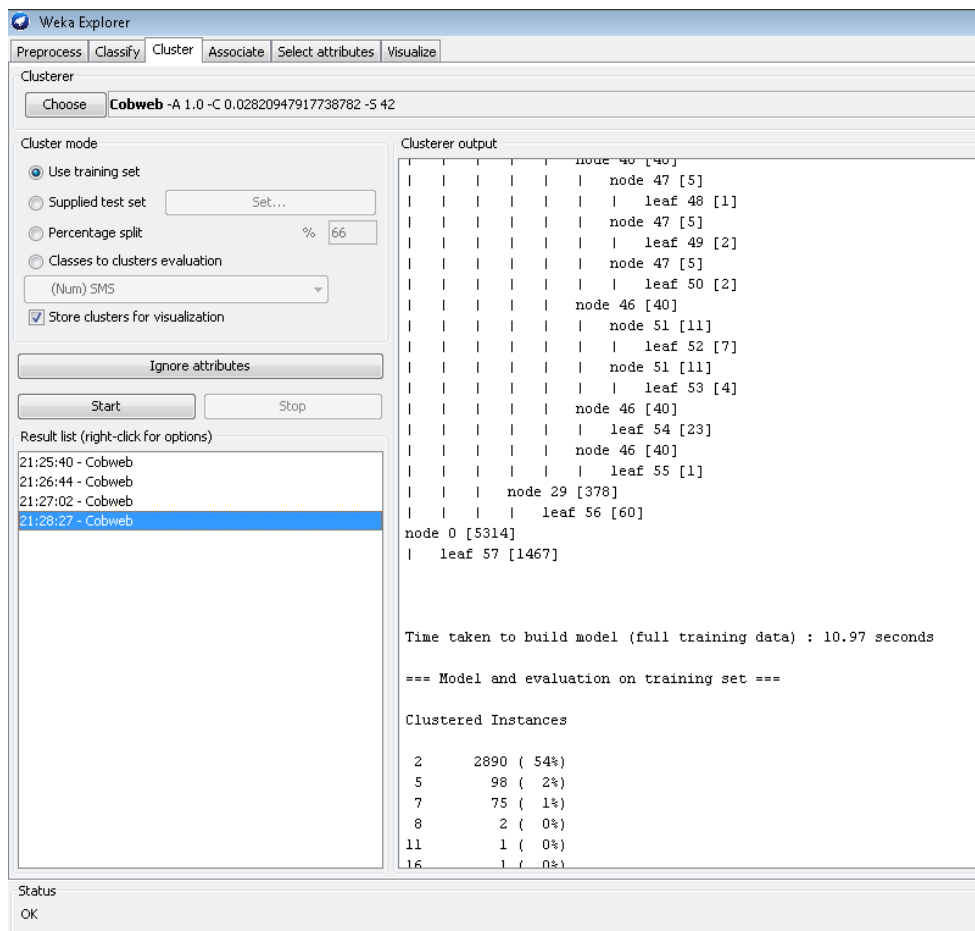 Weka Explorer
Preprocess Classify Cluster Associate Select attributes Visualize
Clusterer
Choose Cobweb -A 1.0 -C 0.02820947917738782 -S 42
Cluster mode
Use training set
Supplied test set Set...
Percentage split % 66
Classes to clusters evaluation
(Num) SMS
Store clusters for visualization
Ignore attributes
Start Stop
Result list (right-click for options)
21:25:40 - Cobweb
21:26:44 - Cobweb
21:27:02 - Cobweb
21:28:27 - Cobweb
Clusterer output
| | | | | node 46 [40]
| | | | | | node 47 [5]
| | | | | | | leaf 48 [1]
| | | | | | node 47 [5]
| | | | | | | leaf 49 [2]
| | | | | | node 47 [5]
| | | | | | | leaf 50 [2]
| | | | | node 46 [40]
| | | | | | node 51 [11]
| | | | | | | leaf 52 [7]
| | | | | | node 51 [11]
| | | | | | | leaf 53 [4]
| | | | | node 46 [40]
| | | | | | leaf 54 [23]
| | | | | node 46 [40]
| | | | | | leaf 55 [1]
| | | node 29 [378]
| | | | leaf 56 [60]
node 0 [5314]
| leaf 57 [1467]
Time taken to build model (full training data) : 10.97 seconds
=== Model and evaluation on training set ===
Clustered Instances
2 2890 ( 54%)
5 98 ( 2%)
7 75 ( 1%)
8 2 ( 0%)
11 1 ( 0%)
16 1 ( 0%)
Status
OK